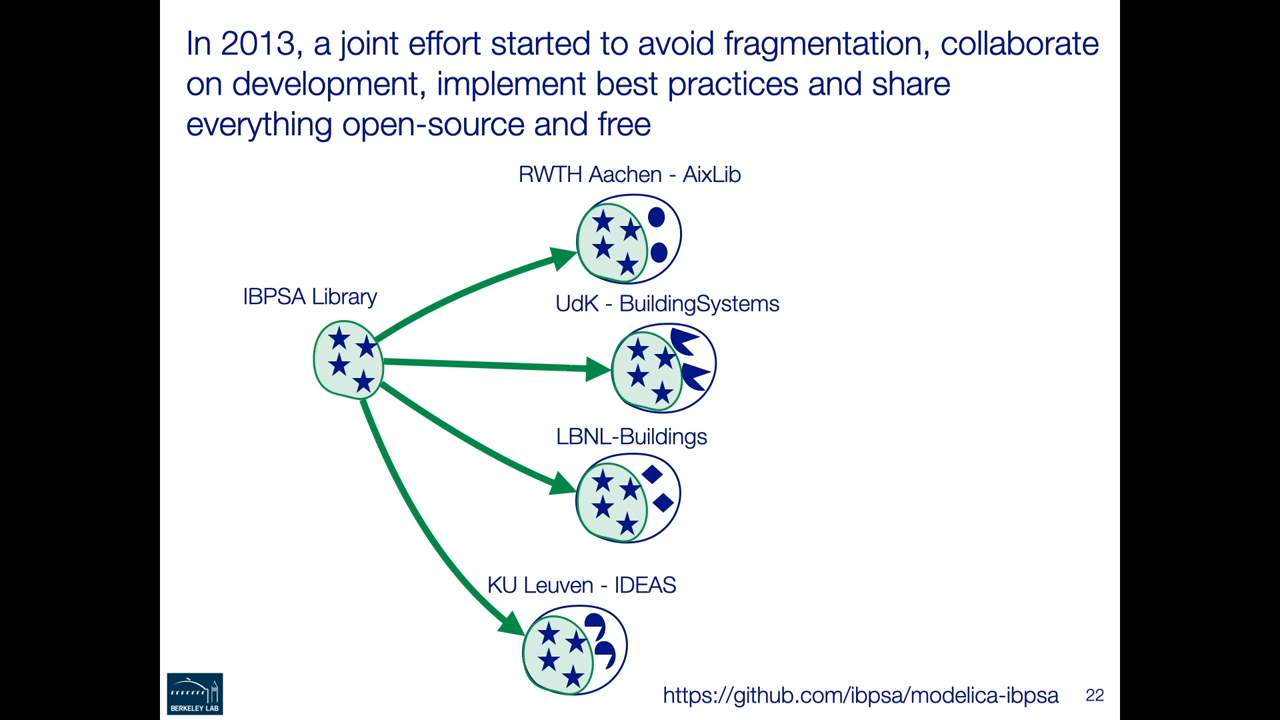 In 2013, a joint effort started to avoid fragmentation, collaborate
on development, implement best practices and share
everything open-source and free
RWTH Aachen - AixLib
IBPSA Library
UdK - BuildingSystems
LBNL-Buildings
KU Leuven - IDEAS
BERKELEY LAB
https://github.com/ibpsa/modelica-ibpsa
22